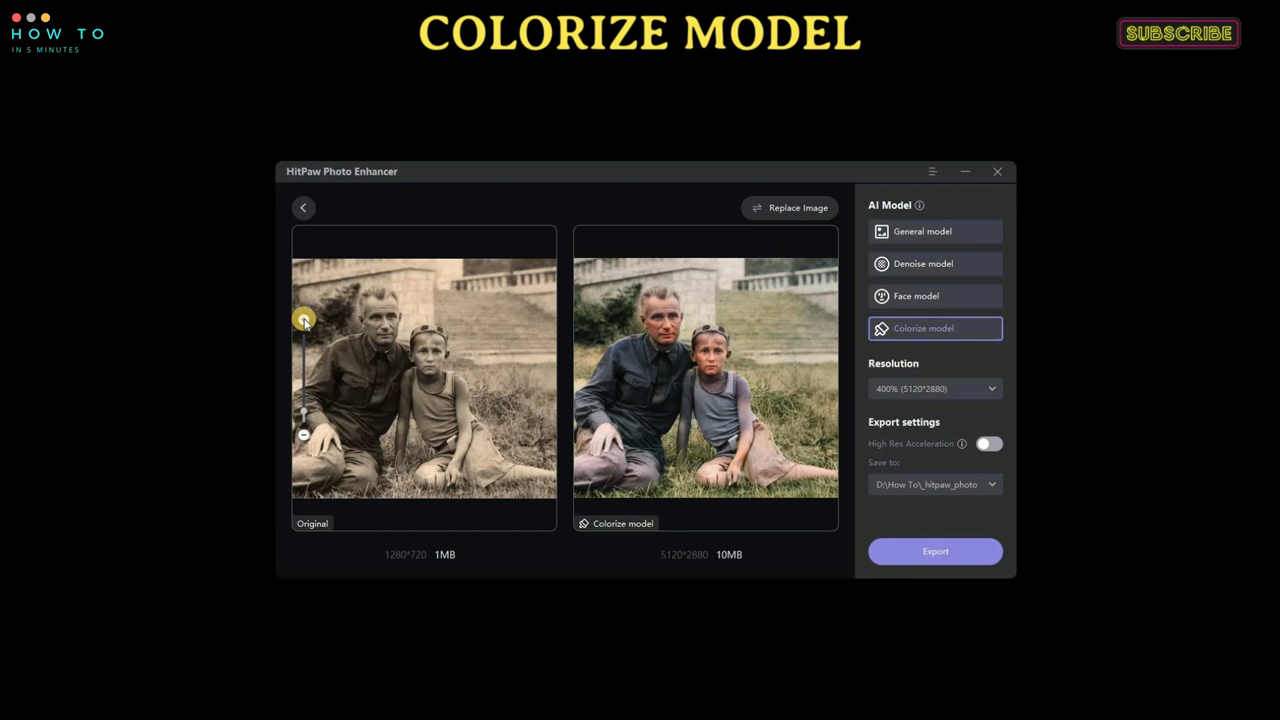 HOW TO
IN 5 MINUTES
COLORIZE MODEL
SUBSCRIBE
HitPaw Photo Enhancer
Replace Image
Original
Colorize model
1280*720 1MB
5120*2880 10MB
AI Model
General model
Denoise model
Face model
Colorize model
Resolution
400% (5120*2880)
Export settings
High Res Acceleration
Save to:
D:\How To\_hitpaw_photo
Export